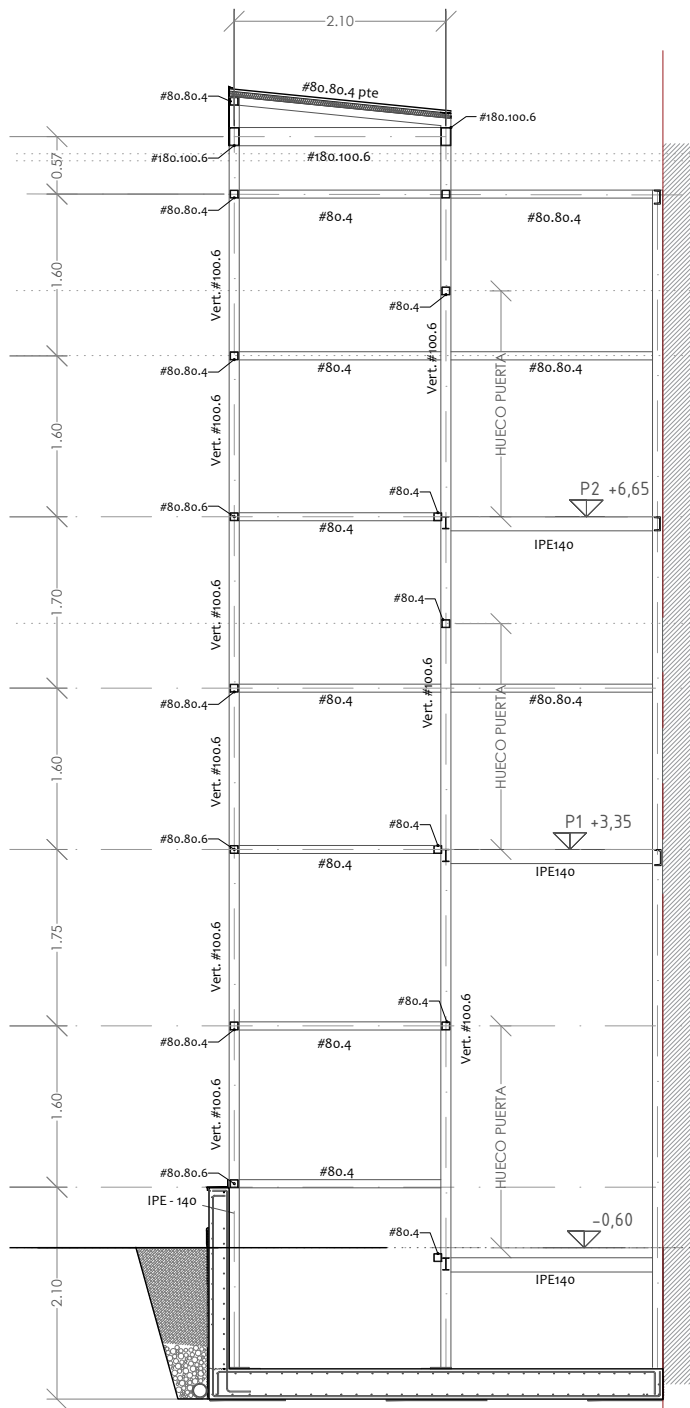 2.10
#80.80.4 pte
#80.80.4
#180.100.6
#180.100.6
#180.100.6
0.57
#80.80.4
#80.4
#80.80.4
1.60
Vert. #100.6
#80.4
Vert. #100.6
HUECO PUERTA
#80.80.4
#80.4
#80.80.4
1.60
Vert. #100.6
#80.4
P2 +6,65
#80.80.6
#80.4
IPE140
1.70
Vert. #100.6
#80.4
Vert. #100.6
HUECO PUERTA
#80.80.4
#80.4
#80.80.4
1.60
Vert. #100.6
#80.4
P1 +3,35
#80.80.6
#80.4
IPE140
1.75
Vert. #100.6
#80.4
Vert. #100.6
#80.80.4
#80.4
1.60
Vert. #100.6
HUECO PUERTA
#80.80.6
#80.4
IPE - 140
-0,60
#80.4
IPE140
2.10